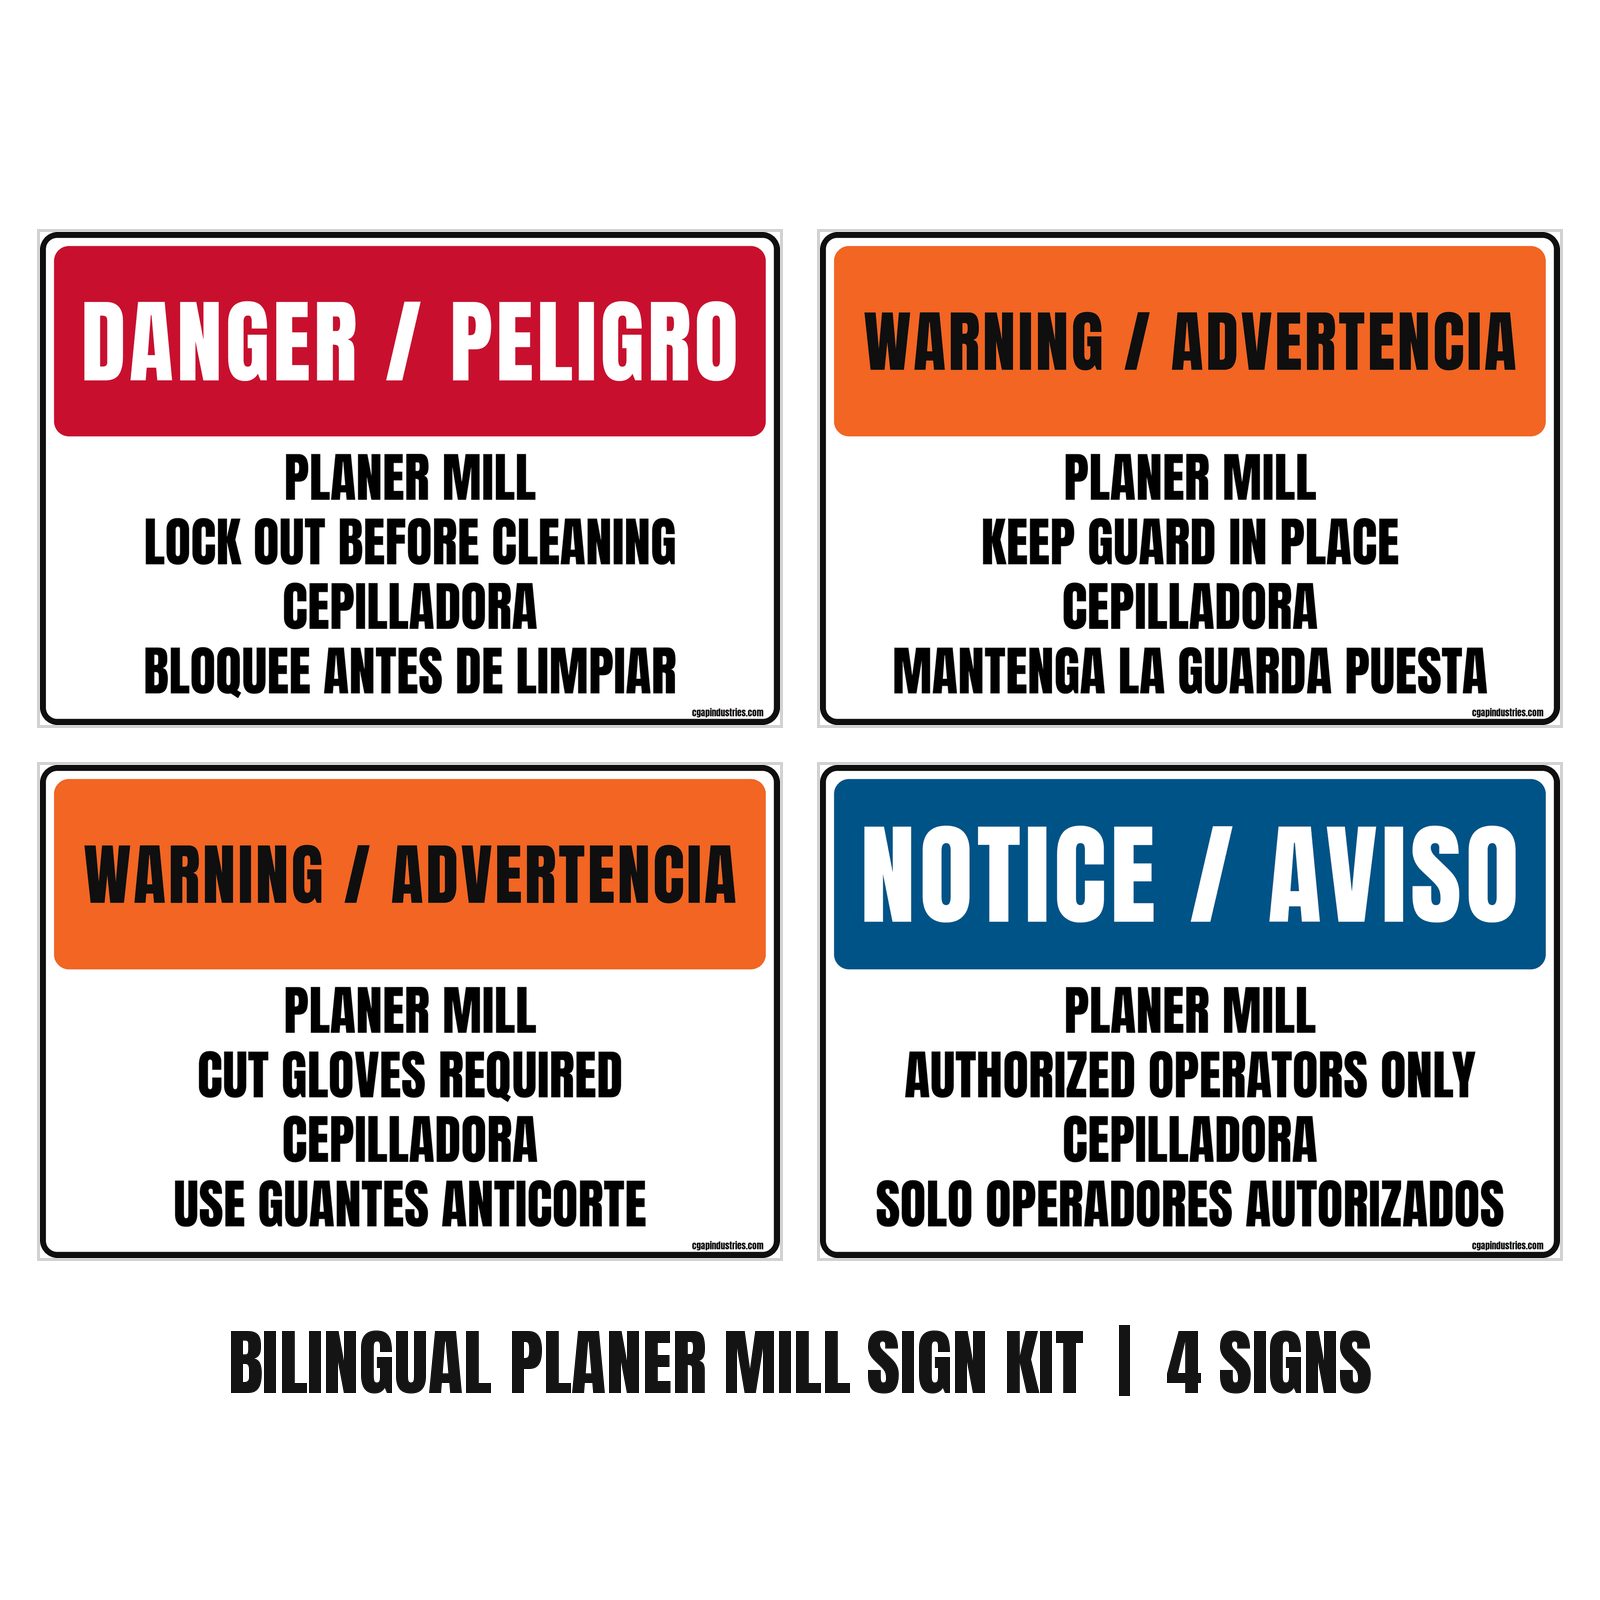 DANGER / PELIGRO
PLANER MILL
LOCK OUT BEFORE CLEANING
CEPILLADORA
BLOQUEE ANTES DE LIMPIAR
cgapindustries.com
WARNING / ADVERTENCIA
PLANER MILL
KEEP GUARD IN PLACE
CEPILLADORA
MANTENGA LA GUARDA PUESTA
cgapindustries.com
WARNING / ADVERTENCIA
PLANER MILL
CUT GLOVES REQUIRED
CEPILLADORA
USE GUANTES ANTICORTE
cgapindustries.com
NOTICE / AVISO
PLANER MILL
AUTHORIZED OPERATORS ONLY
CEPILLADORA
SOLO OPERADORES AUTORIZADOS
cgapindustries.com
BILINGUAL PLANER MILL SIGN KIT | 4 SIGNS